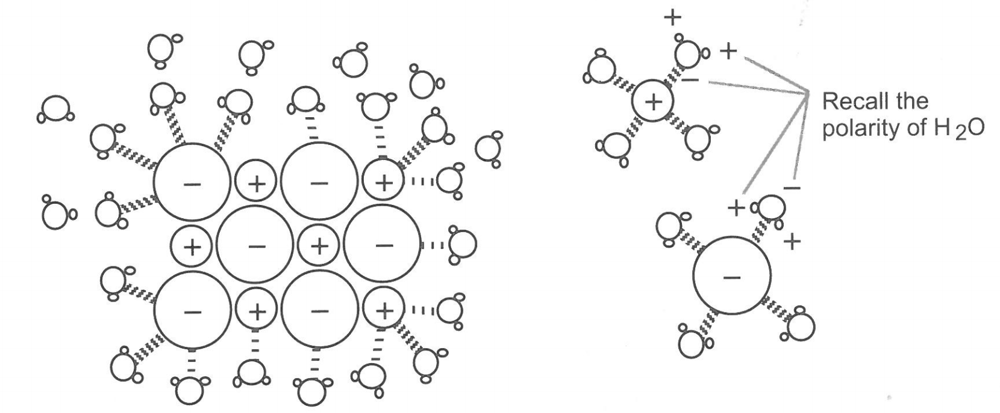 +
+
−
+
Recall the
polarity of H2O
− + − +
−
+
+ − + −
+
−
− + − +